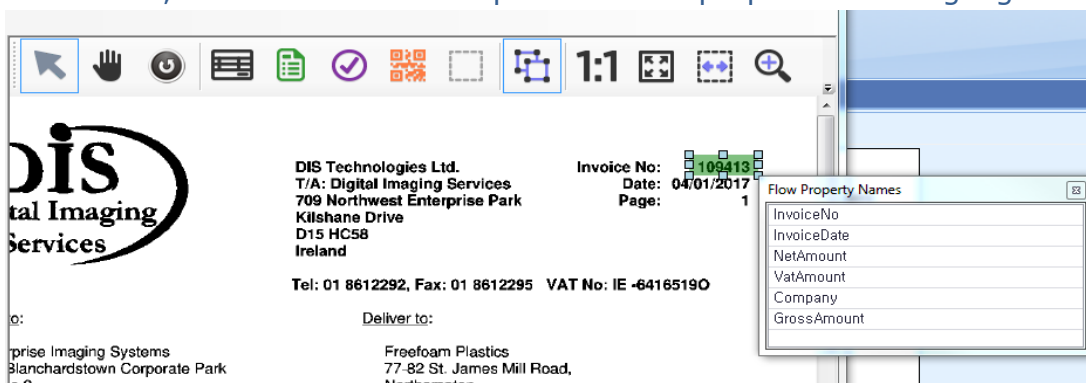 1:1
DIS
tal Imaging
Services
DIS Technologies Ltd.
T/A: Digital Imaging Services
709 Northwest Enterprise Park
Kilshane Drive
D15 HC58
Ireland
Invoice No: 109413
Date: 04/01/2017
Page: 1
Tel: 01 8612292, Fax: 01 8612295 VAT No: IE -6416519O
o:
Deliver to:
rprise Imaging Systems
Blanchardstown Corporate Park
Freefoam Plastics
77-82 St. James Mill Road,
Flow Property Names
InvoiceNo
InvoiceDate
NetAmount
VatAmount
Company
GrossAmount